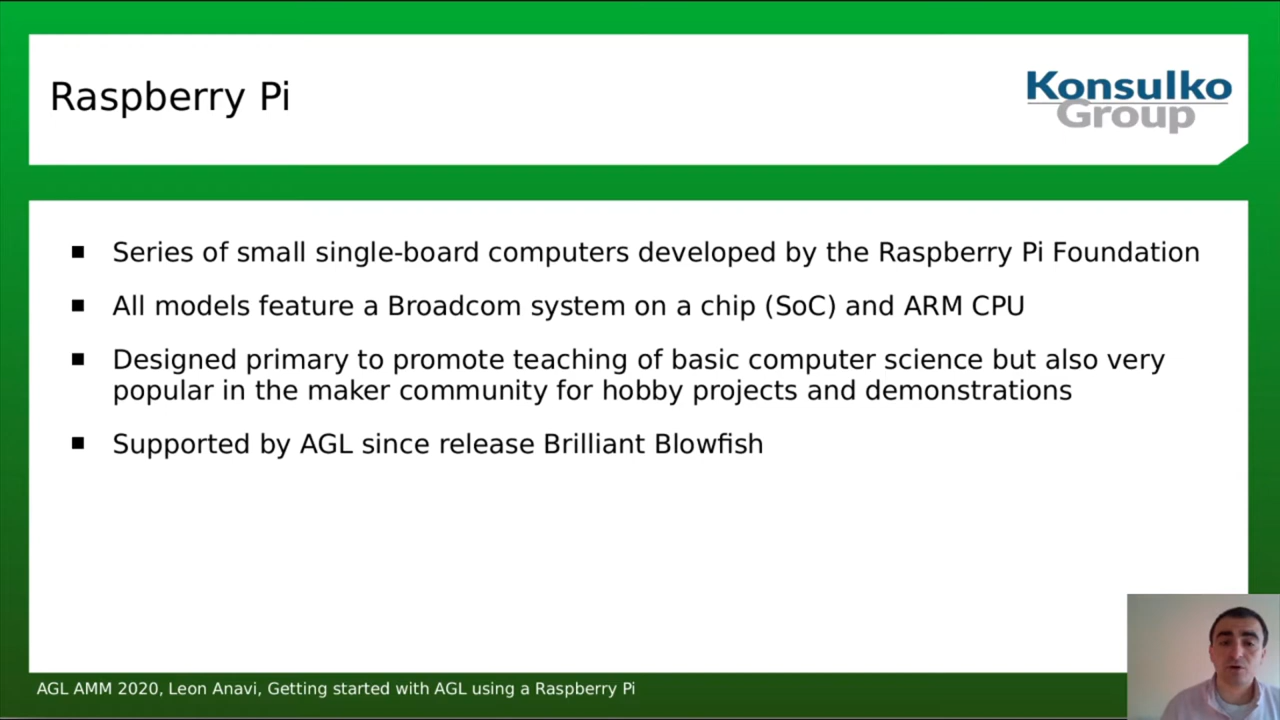 Raspberry Pi
Konsulko
Group
■ Series of small single-board computers developed by the Raspberry Pi Foundation
■ All models feature a Broadcom system on a chip (SoC) and ARM CPU
■ Designed primary to promote teaching of basic computer science but also very
popular in the maker community for hobby projects and demonstrations
■ Supported by AGL since release Brilliant Blowfish
AGL AMM 2020, Leon Anavi, Getting started with AGL using a Raspberry Pi